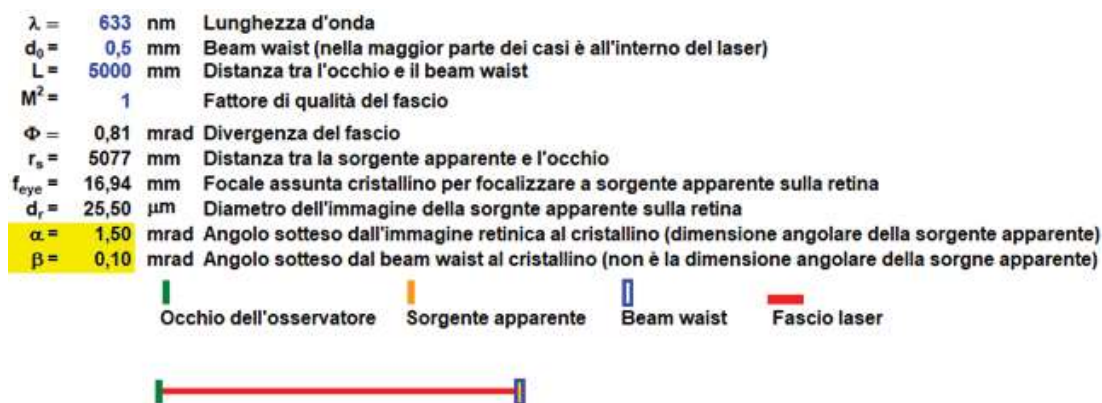 λ = 633 nm Lunghezza d'onda
d₀ = 0,5 mm Beam waist (nella maggior parte dei casi è all'interno del laser)
L = 5000 mm Distanza tra l'occhio e il beam waist
M² = 1 Fattore di qualità del fascio
Φ = 0,81 mrad Divergenza del fascio
rₛ = 5077 mm Distanza tra la sorgente apparente e l'occhio
f_eye = 16,94 mm Focale assunta cristallino per focalizzare a sorgente apparente sulla retina
dᵣ = 25,50 μm Diametro dell'immagine della sorgnte apparente sulla retina
α = 1,50 mrad Angolo sotteso dall'immagine retinica al cristallino (dimensione angolare della sorgente apparente)
β = 0,10 mrad Angolo sotteso dal beam waist al cristallino (non è la dimensione angolare della sorgne apparente)
Occhio dell'osservatore Sorgente apparente Beam waist Fascio laser